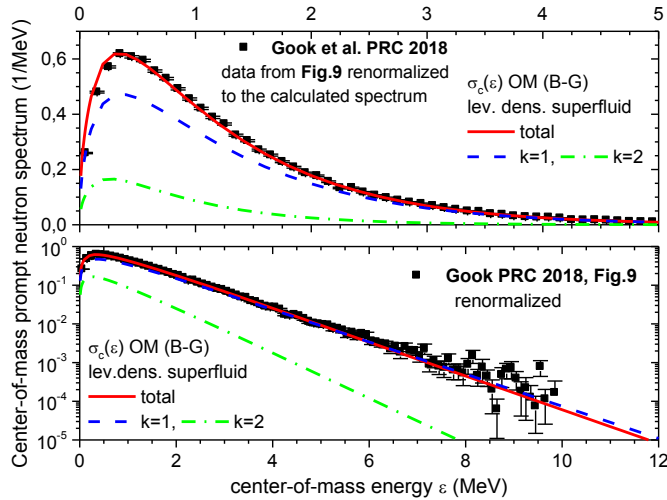 0 1 2 3 4 5
0.6
0.4
0.2
0.0
Gook et al. PRC 2018
data from Fig.9 renormalized
to the calculated spectrum
σc(ε) OM (B-G)
lev. dens. superfluid
total
k=1, k=2
Center-of-mass prompt neutron spectrum (1/MeV)
10^0
10^-1
10^-2
10^-3
10^-4
10^-5
Gook PRC 2018, Fig.9
renormalized
σc(ε) OM (B-G)
lev.dens. superfluid
total
k=1, k=2
0 2 4 6 8 10 12
center-of-mass energy ε (MeV)